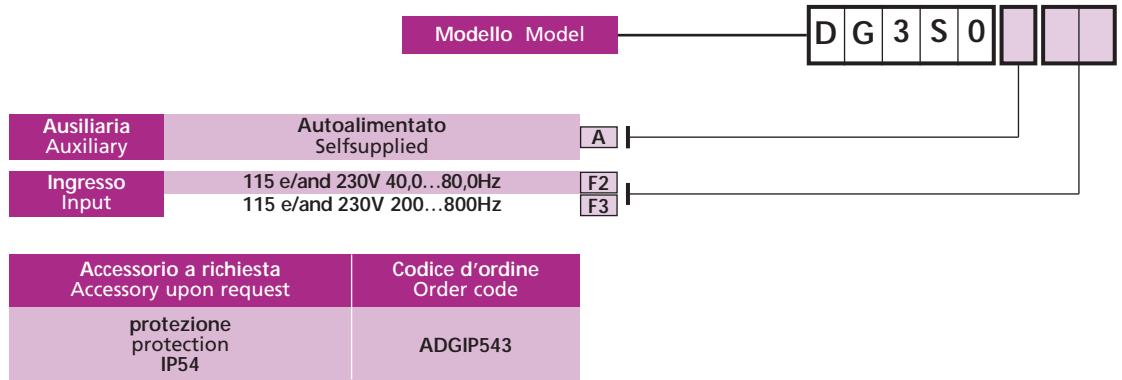 Modello Model
D G 3 S 0
Ausiliaria
Auxiliary
Autoalimentato
Selfsupplied
A
Ingresso
Input
115 e/and 230V 40,0...80,0Hz
F2
115 e/and 230V 200...800Hz
F3
Accessorio a richiesta
Accessory upon request
Codice d'ordine
Order code
protezione
protection
IP54
ADGIP543